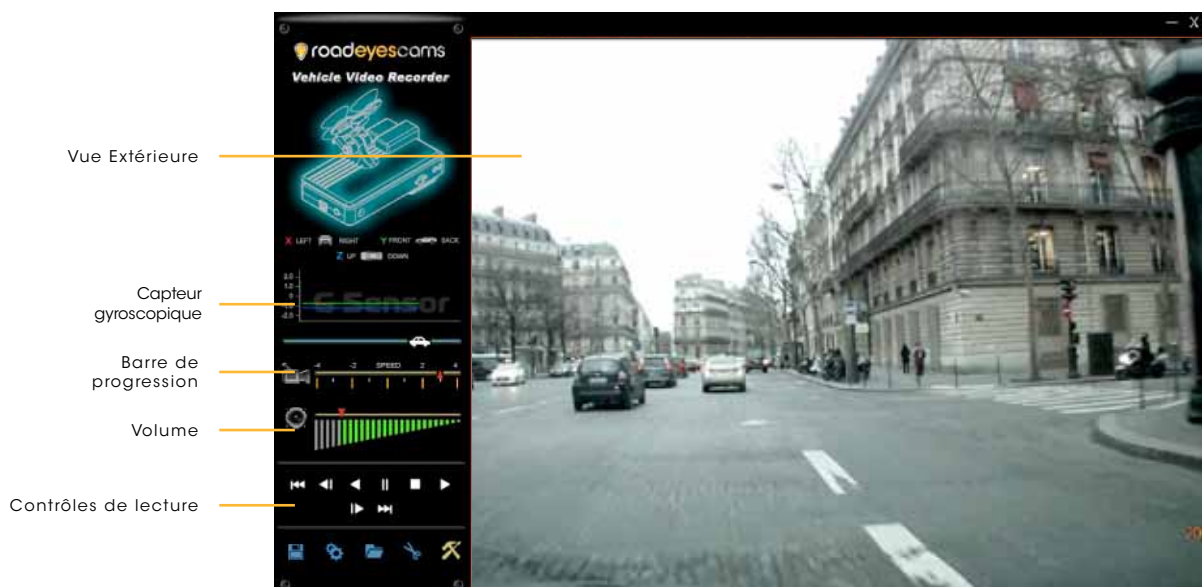 Vue Extérieure
Capteur
gyroscopique
Barre de
progression
Volume
Contrôles de lecture
roadeyescams
Vehicle Video Recorder
X LEFT RIGHT Y FRONT BACK
Z UP DOWN
G Sensor
-4 -2 SPEED 2 4
- X
20